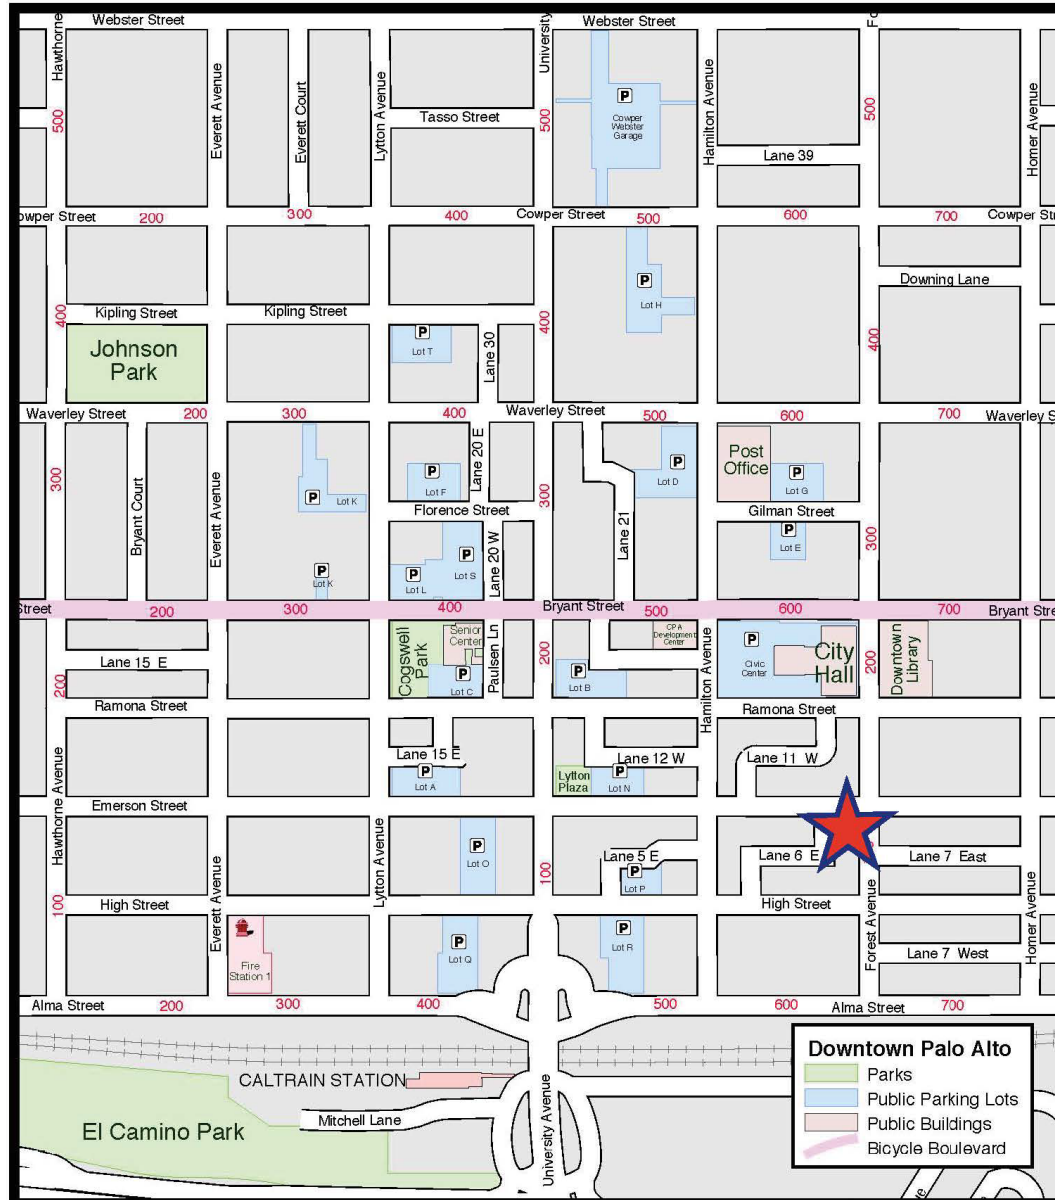 Webster Street
Webster Street
Hawthorne
Everett Avenue
Everett Court
Lytton Avenue
University
Hamilton Avenue
Homer Avenue
500
500
500
Tasso Street
P
Cowper
Webster
Garage
Lane 39
owper Street
200
300
400
Cowper Street
500
600
700
Cowper St
P
Lot H
Downing Lane
400
Kipling Street
Kipling Street
400
400
Johnson
Park
P
Lot T
Lane 30
Waverley Street
200
300
400
Waverley Street
500
600
700
Waverley S
300
Bryant Court
Everett Avenue
P
Lot K
P
Lot F
Lane 20 E
300
P
Lot D
Post
Office
P
Lot G
Florence Street
Gilman Street
Lane 21
P
Lot E
300
P
Lot K
P
Lot L
P
Lot S
Lane 20 W
Street
200
300
400
Bryant Street
500
600
700
Bryant Stre
Lane 15 E
200
Cogswell
Park
Senior
Center
P
Lot C
Paulsen Ln
200
P
Lot B
CPA
Development
Center
Hamilton Avenue
P
Civic
Center
City
Hall
200
Downtown
Library
Ramona Street
Ramona Street
Hawthorne Avenue
Lane 15 E
P
Lot A
Lytton
Plaza
Lane 12 W
P
Lot N
Lane 11 W
Emerson Street
Lytton Avenue
P
Lot O
100
Lane 5 E
P
Lot P
Lane 6 E
Lane 7 East
100
High Street
High Street
Everett Avenue
Forest Avenue
Homer Avenue
Fire
Station 1
P
Lot Q
P
Lot R
Lane 7 West
Alma Street
200
300
400
500
600
Alma Street
700
CALTRAIN STATION
Mitchell Lane
El Camino Park
University Avenue
Downtown Palo Alto
Parks
Public Parking Lots
Public Buildings
Bicycle Boulevard